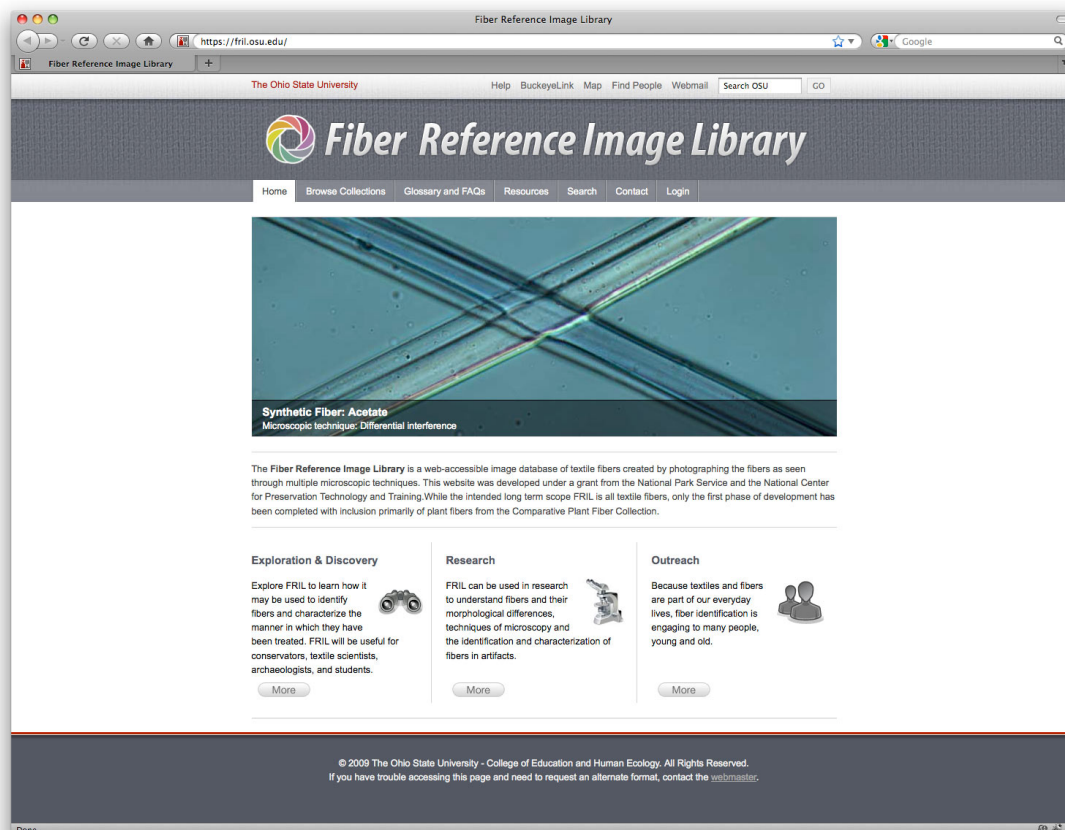 Fiber Reference Image Library
https://fril.osu.edu/
Google
Fiber Reference Image Library
+
The Ohio State University
Help BuckeyeLink Map Find People Webmail Search OSU GO
Fiber Reference Image Library
Home Browse Collections Glossary and FAQs Resources Search Contact Login
Synthetic Fiber: Acetate
Microscopic technique: Differential interference
The Fiber Reference Image Library is a web-accessible image database of textile fibers created by photographing the fibers as seen
through multiple microscopic techniques. This website was developed under a grant from the National Park Service and the National Center
for Preservation Technology and Training.While the intended long term scope FRIL is all textile fibers, only the first phase of development has
been completed with inclusion primarily of plant fibers from the Comparative Plant Fiber Collection.
Exploration & Discovery
Explore FRIL to learn how it
may be used to identify
fibers and characterize the
manner in which they have
been treated. FRIL will be useful for
conservators, textile scientists,
archaeologists, and students.
More
Research
FRIL can be used in research
to understand fibers and their
morphological differences,
techniques of microscopy and
the identification and characterization of
fibers in artifacts.
More
Outreach
Because textiles and fibers
are part of our everyday
lives, fiber identification is
engaging to many people,
young and old.
More
© 2009 The Ohio State University - College of Education and Human Ecology. All Rights Reserved.
If you have trouble accessing this page and need to request an alternate format, contact the webmaster.
Done